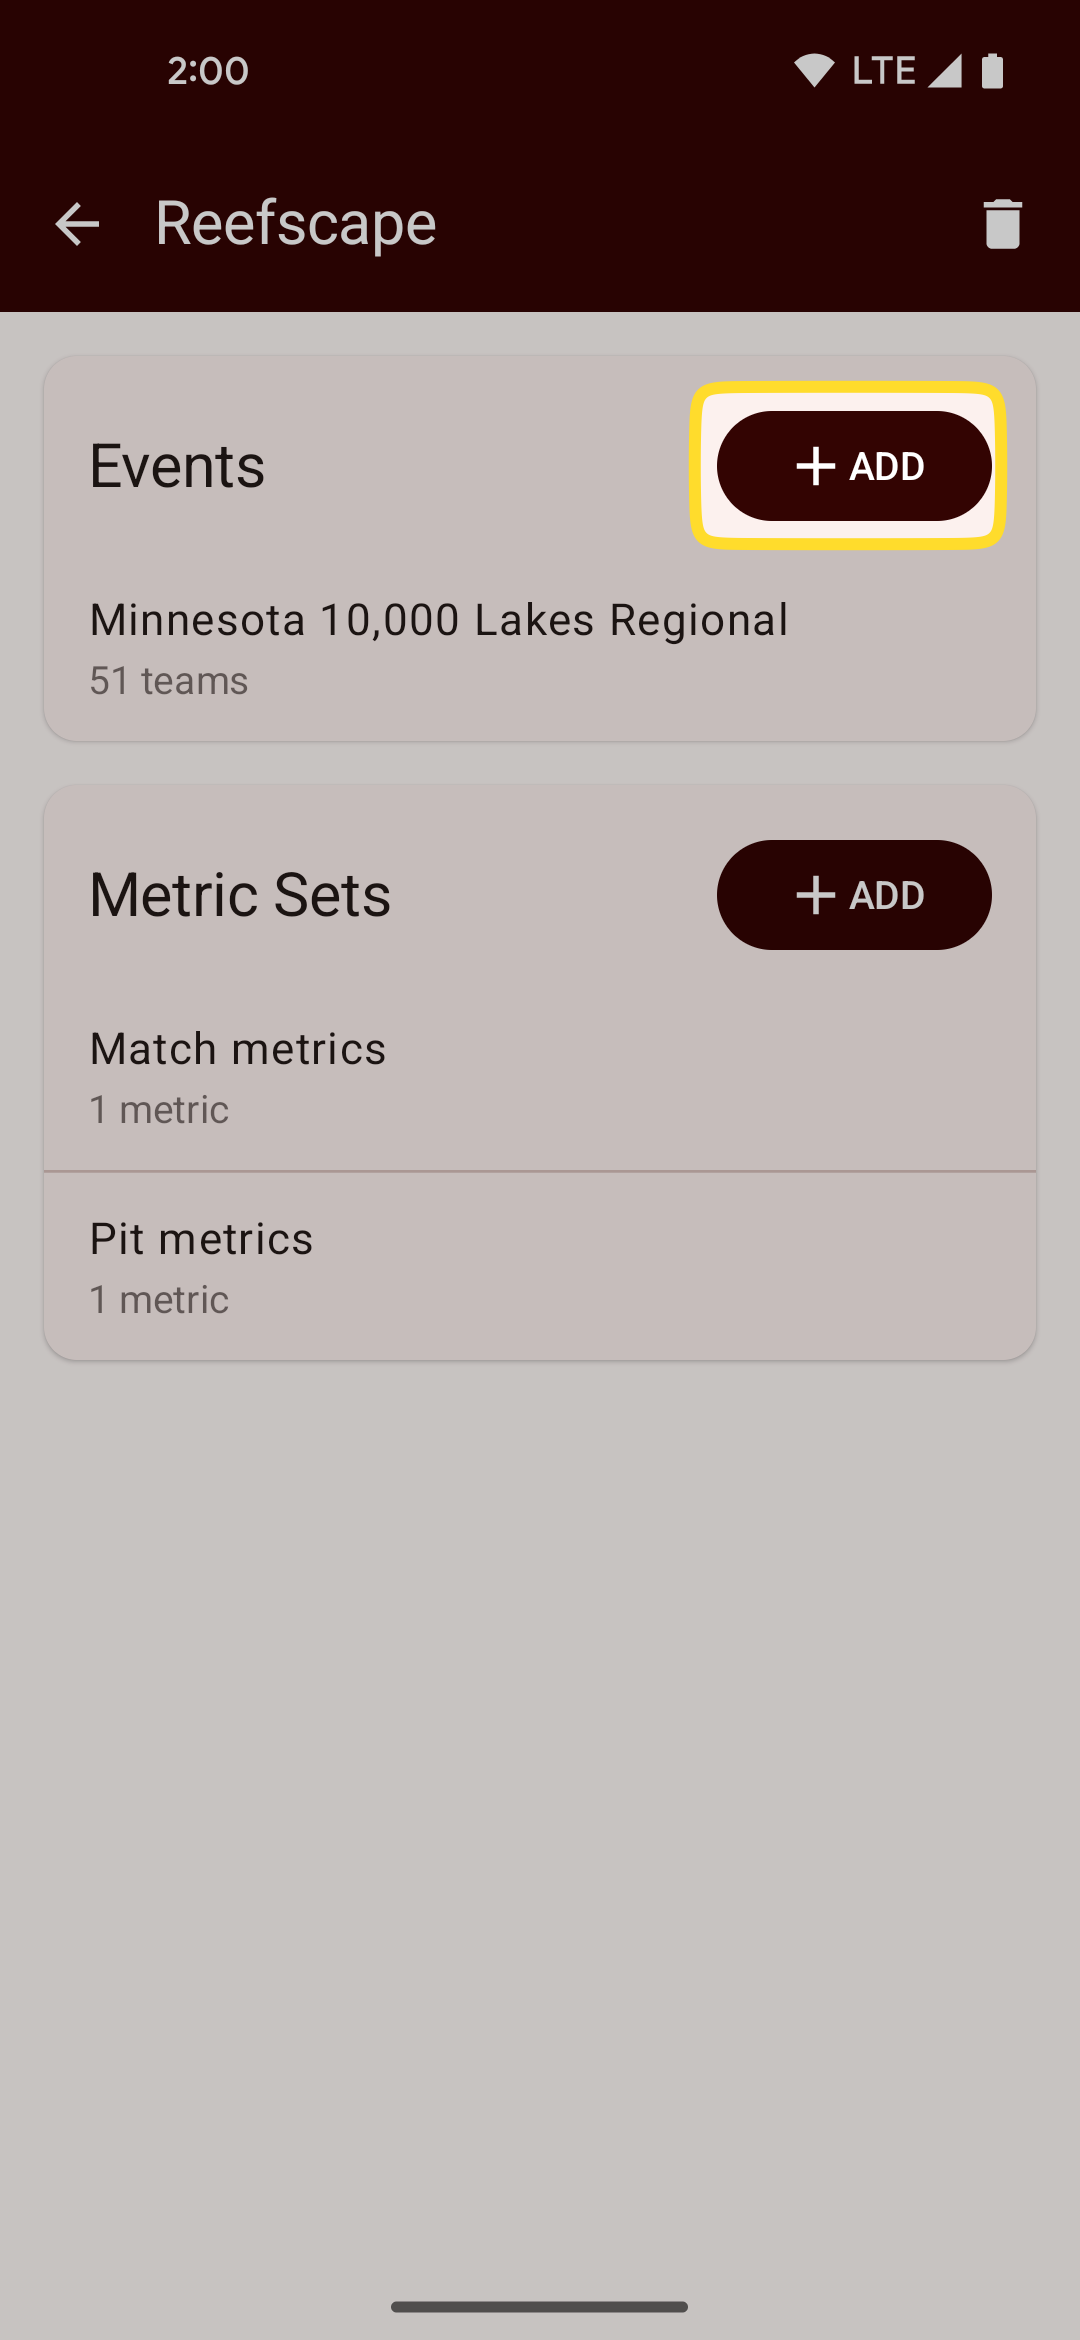 2:00 LTE
Reefscape
Events
ADD
Minnesota 10,000 Lakes Regional
51 teams
Metric Sets
ADD
Match metrics
1 metric
Pit metrics
1 metric